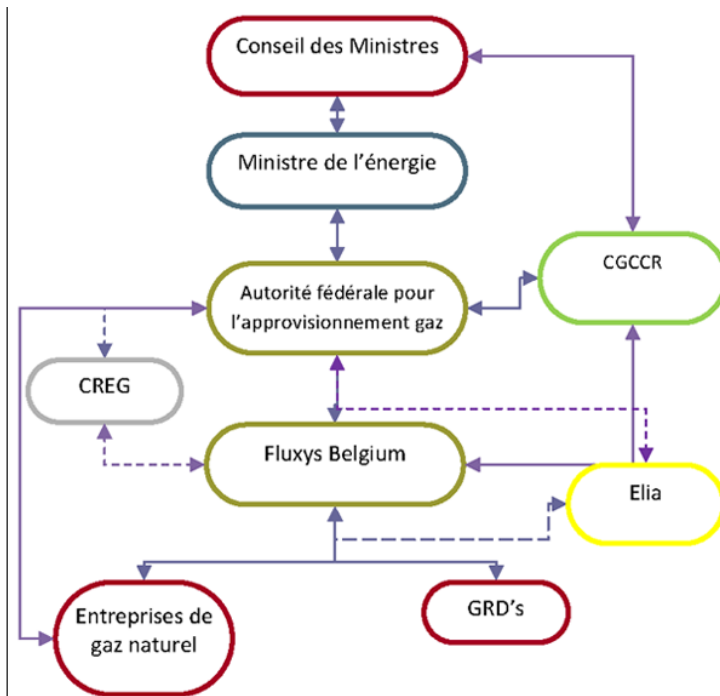 Conseil des Ministres
Ministre de l’énergie
CGCCR
Autorité fédérale pour
l’approvisionnement gaz
CREG
Fluxys Belgium
Elia
Entreprises de
gaz naturel
GRD’s